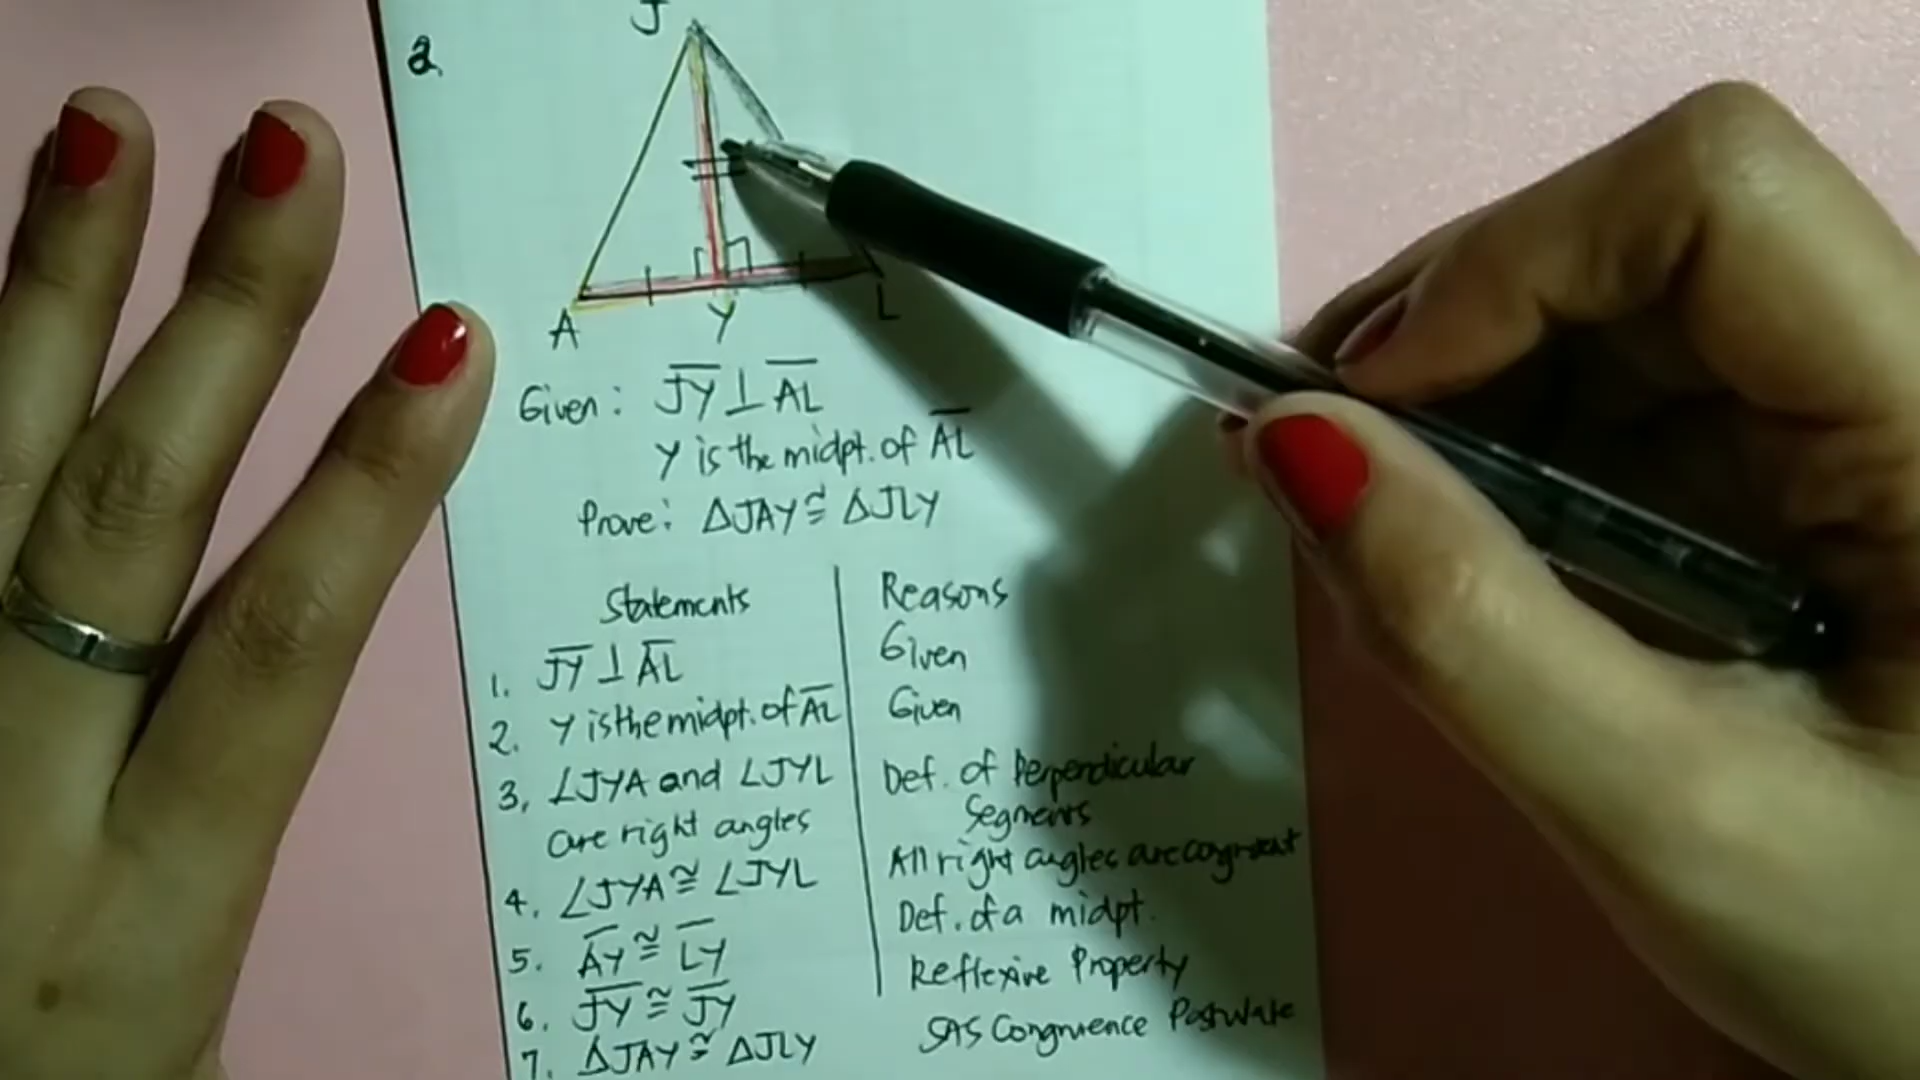 2.
J
A
Y
L
Given: JY ⊥ AL
Y is the midpt. of AL
Prove: ΔJAY ≅ ΔJLY
Statements | Reasons
1. JY ⊥ AL | Given
2. Y is the midpt. of AL | Given
3. ∠JYA and ∠JYL | Def. of Perpendicular
are right angles | Segments
4. ∠JYA ≅ ∠JYL | All right angles are congruent
5. AY ≅ LY | Def. of a midpt.
6. JY ≅ JY | Reflexive Property
7. ΔJAY ≅ ΔJLY | SAS Congruence Postulate